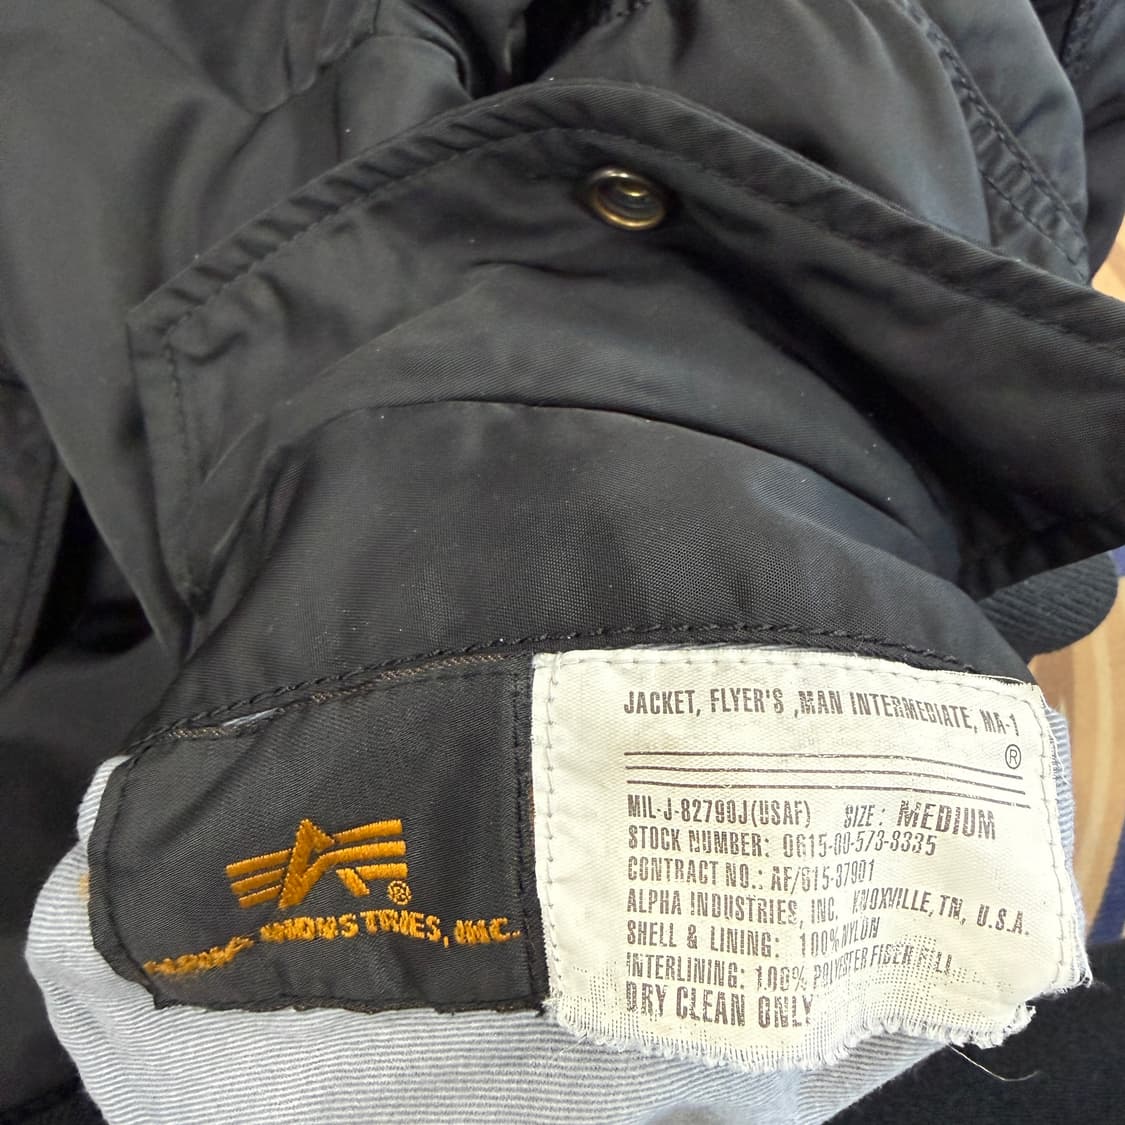 JACKET, FLYER'S ,MAN INTERMEDIATE, MA-1
®
MIL-J-82790J(USAF) SIZE: MEDIUM
STOCK NUMBER: 0615-00-573-3335
CONTRACT NO.: AF/615-37901
ALPHA INDUSTRIES, INC. KNOXVILLE, TN, U.S.A.
SHELL & LINING: 100% NYLON
INTERLINING: 100% POLYESTER FIBER FILL
DRY CLEAN ONLY
®
INDUSTRIES, INC.